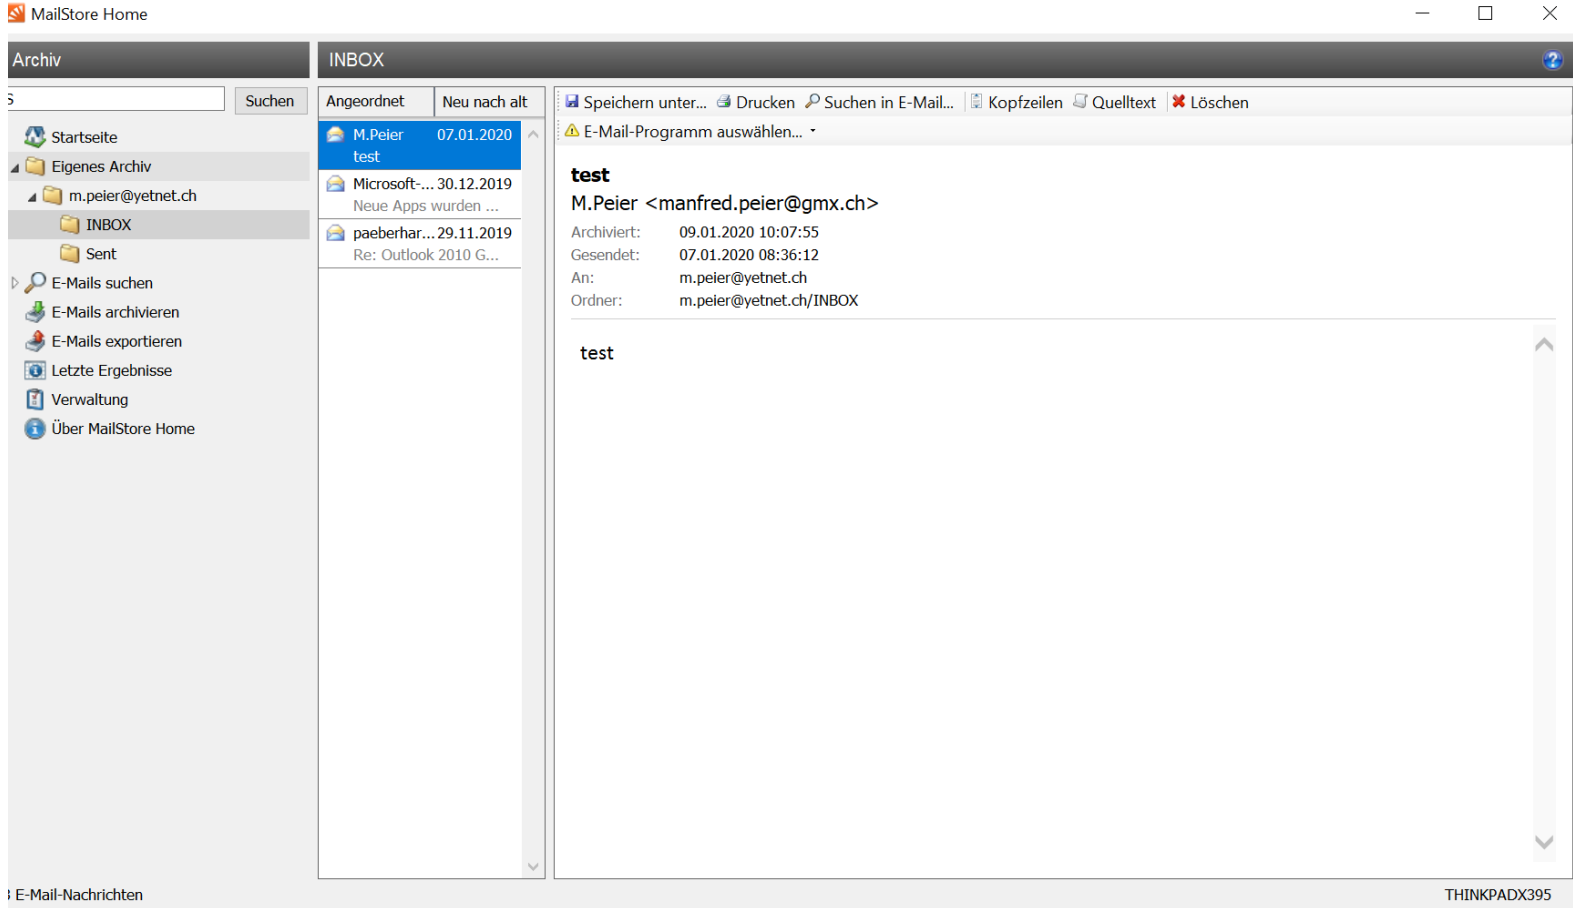 MailStore Home
Archiv
INBOX
Suchen
Startseite
Eigenes Archiv
m.peier@yetnet.ch
INBOX
Sent
E-Mails suchen
E-Mails archivieren
E-Mails exportieren
Letzte Ergebnisse
Verwaltung
Über MailStore Home
Angeordnet Neu nach alt
M.Peier 07.01.2020
test
Microsoft-... 30.12.2019
Neue Apps wurden ...
paeberhar... 29.11.2019
Re: Outlook 2010 G...
Speichern unter... Drucken Suchen in E-Mail... Kopfzeilen Quelltext Löschen
E-Mail-Programm auswählen...
test
M.Peier <manfred.peier@gmx.ch>
Archiviert: 09.01.2020 10:07:55
Gesendet: 07.01.2020 08:36:12
An: m.peier@yetnet.ch
Ordner: m.peier@yetnet.ch/INBOX
test
E-Mail-Nachrichten
THINKPADX395